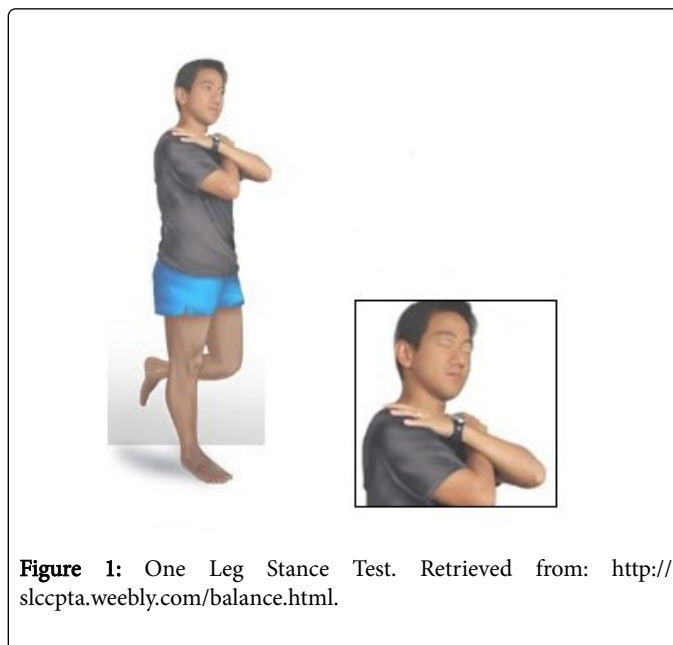 Figure 1: One Leg Stance Test. Retrieved from: http://
slccpta.weebly.com/balance.html.